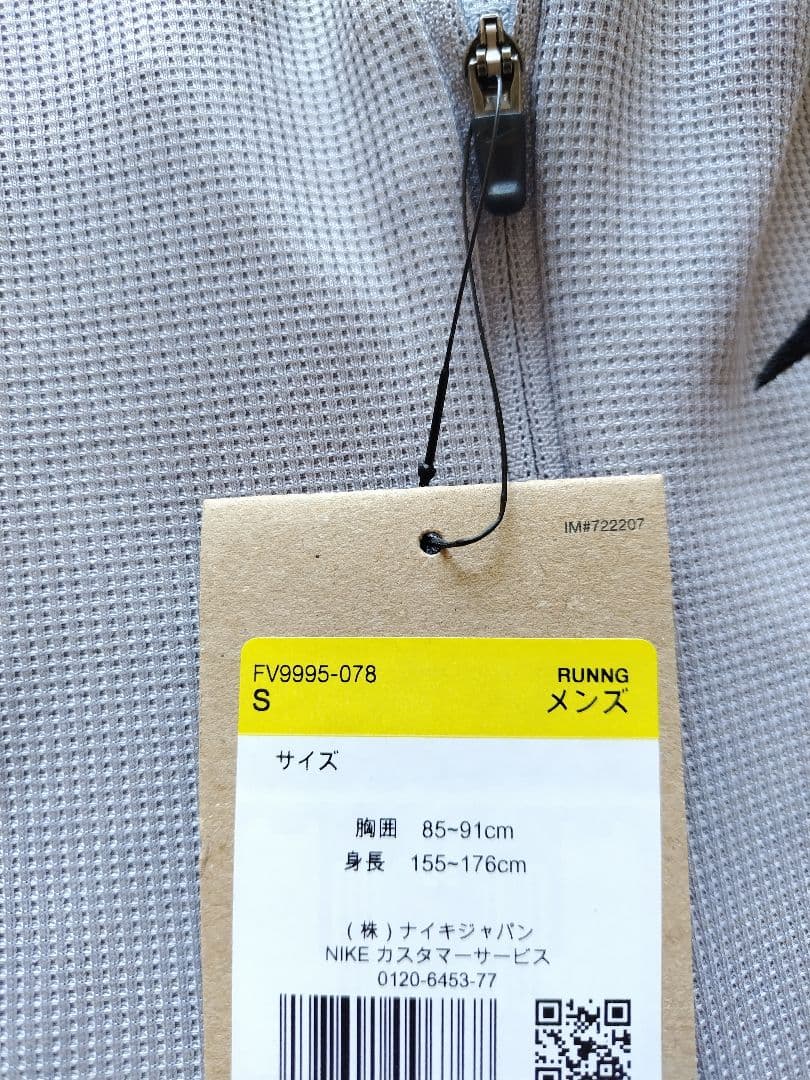 IM#722207
FV9995-078 RUNNG
S メンズ
サイズ
胸囲 85~91cm
身長 155~176cm
(株)ナイキジャパン
NIKE カスタマーサービス
0120-6453-77